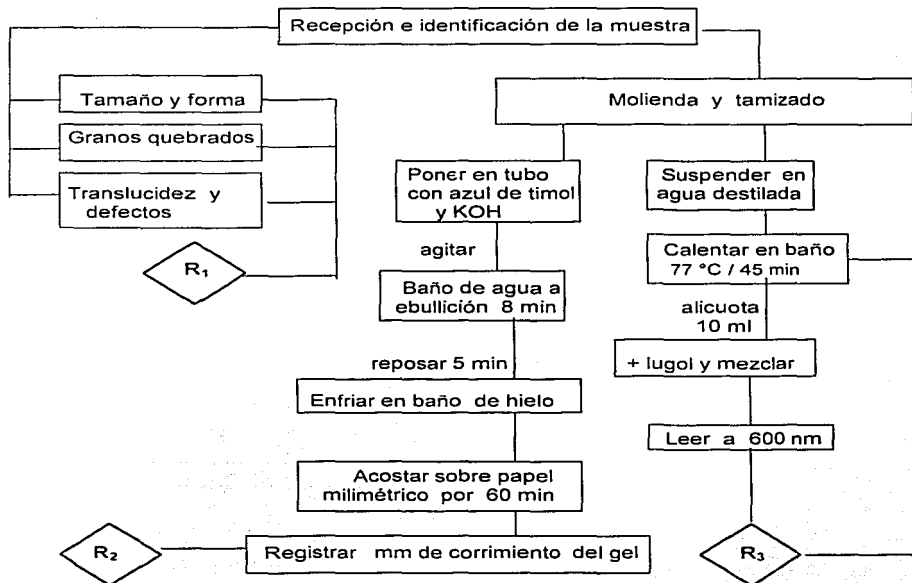 Recepción e identificación de la muestra
Tamaño y forma
Granos quebrados
Translucidez y
defectos
R₁
Molienda y tamizado
Poner en tubo
con azul de timol
y KOH
agitar
Baño de agua a
ebullición 8 min
reposar 5 min
Enfriar en baño de hielo
Acostar sobre papel
milimétrico por 60 min
Registrar mm de corrimiento del gel
R₂
Suspender en
agua destilada
Calentar en baño
77 °C / 45 min
alicuota
10 ml
+ lugol y mezclar
Leer a 600 nm
R₃